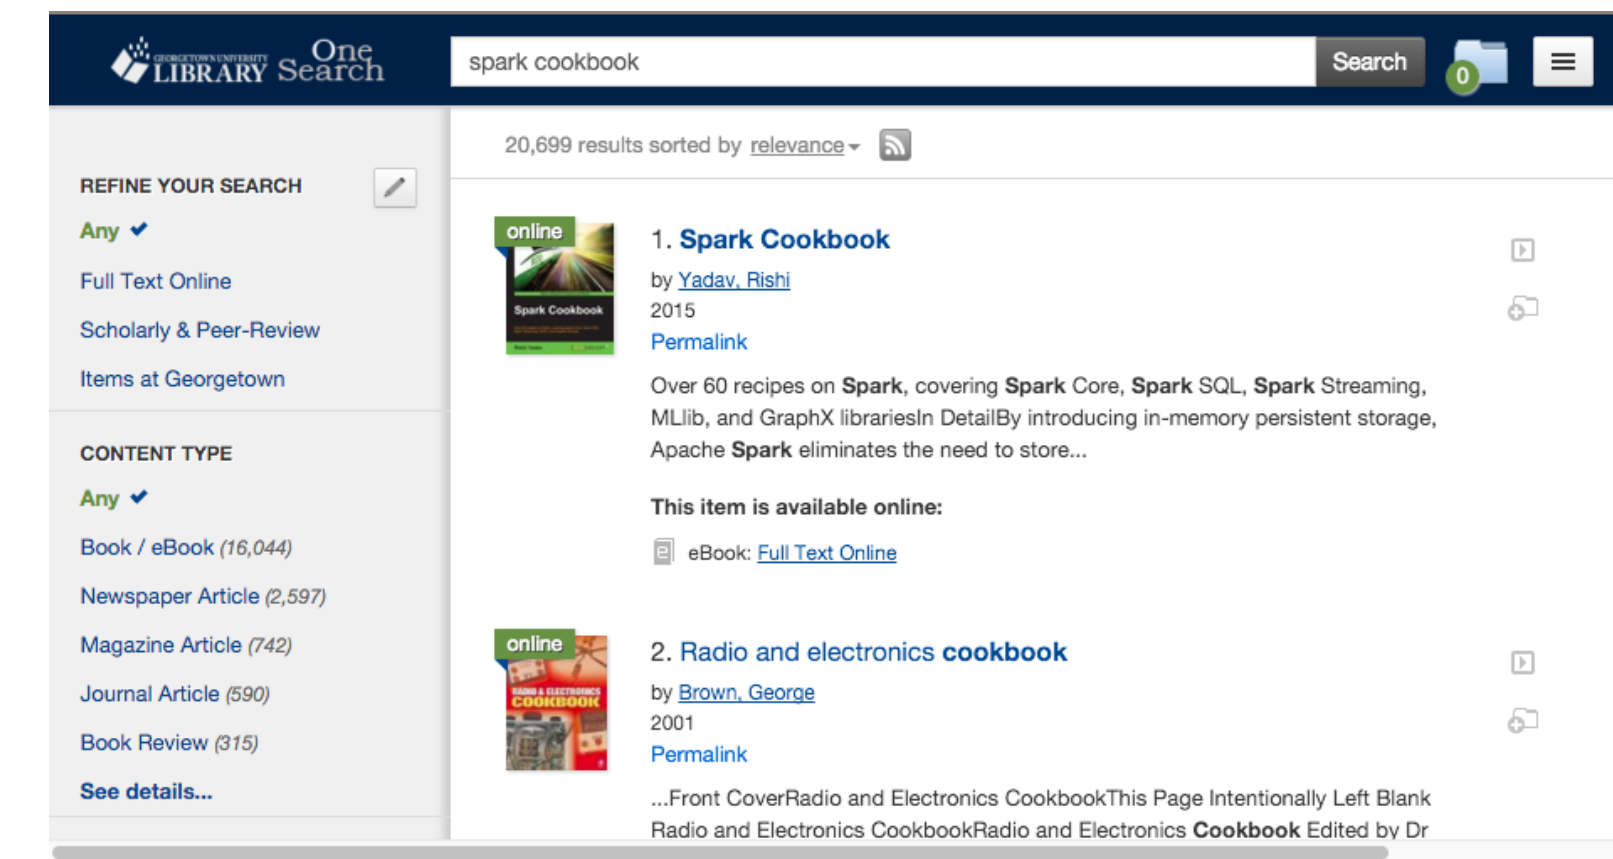 GEORGETOWN UNIVERSITY
LIBRARY
One
Search
spark cookbook
Search
0
20,699 results sorted by relevance
REFINE YOUR SEARCH
Any
Full Text Online
Scholarly & Peer-Review
Items at Georgetown
CONTENT TYPE
Any
Book / eBook (16,044)
Newspaper Article (2,597)
Magazine Article (742)
Journal Article (590)
Book Review (315)
See details...
online
Spark Cookbook
1. Spark Cookbook
by Yadav, Rishi
2015
Permalink
Over 60 recipes on Spark, covering Spark Core, Spark SQL, Spark Streaming,
MLlib, and GraphX librariesIn DetailBy introducing in-memory persistent storage,
Apache Spark eliminates the need to store...
This item is available online:
eBook: Full Text Online
online
RADIO & ELECTRONICS
COOKBOOK
2. Radio and electronics cookbook
by Brown, George
2001
Permalink
...Front CoverRadio and Electronics CookbookThis Page Intentionally Left Blank
Radio and Electronics CookbookRadio and Electronics Cookbook Edited by Dr